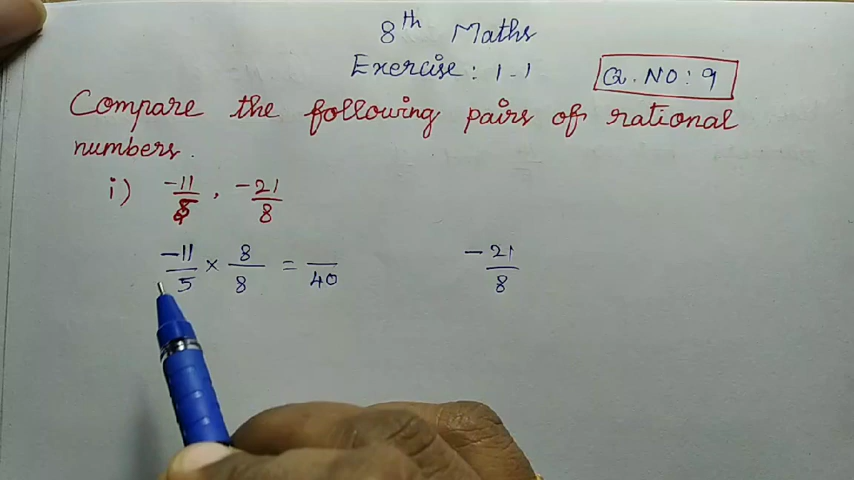 8th Maths
Exercise: 1.1
Q. NO: 9
Compare the following pairs of rational
numbers.
i) -11/5 , -21/8
-11/5 × 8/8 = /40
-21/8